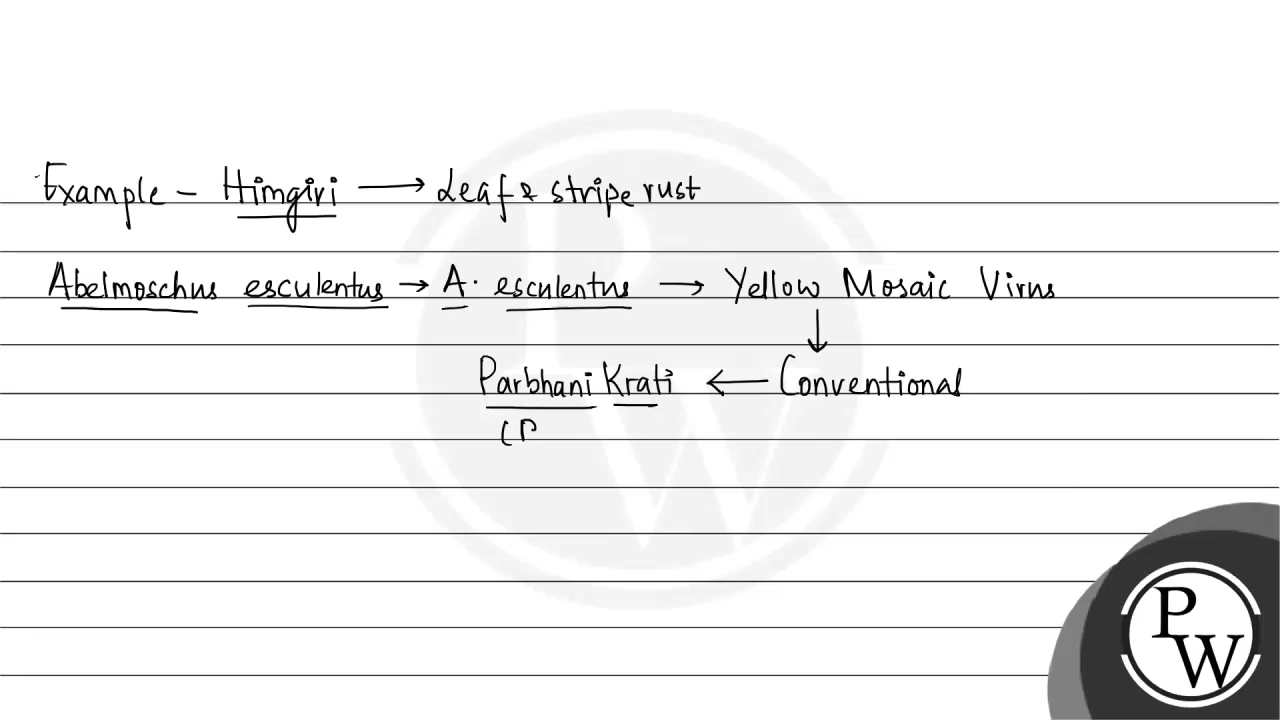 Example - Himgiri → Leaf & stripe rust
Abelmoschus esculentus → A. esculentus → Yellow Mosaic Virus
↓
Parbhani Krati ← Conventional
(P
PW